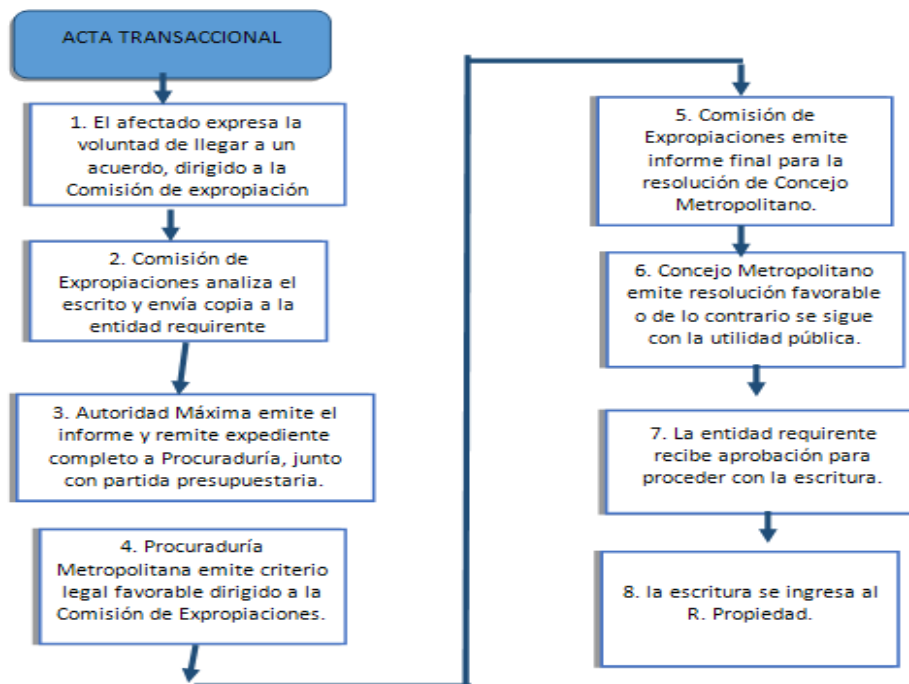 ACTA TRANSACCIONAL
1. El afectado expresa la
voluntad de llegar a un
acuerdo, dirigido a la
Comisión de expropiación
2. Comisión de
Expropiaciones analiza el
escrito y envía copia a la
entidad requirente
3. Autoridad Máxima emite el
informe y remite expediente
completo a Procuraduría, junto
con partida presupuestaria.
4. Procuraduría
Metropolitana emite criterio
legal favorable dirigido a la
Comisión de Expropiaciones.
5. Comisión de
Expropiaciones emite
informe final para la
resolución de Concejo
Metropolitano.
6. Concejo Metropolitano
emite resolución favorable
o de lo contrario se sigue
con la utilidad pública.
7. La entidad requirente
recibe aprobación para
proceder con la escritura.
8. la escritura se ingresa al
R. Propiedad.